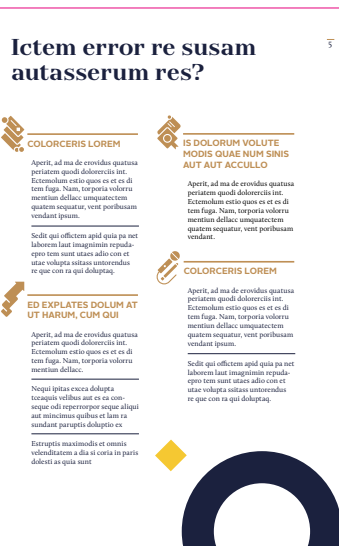 Ictem error re susam
autasserum res?
5
COLORCERIS LOREM
Aperit, ad ma de erovidus quatusa
periatem quodi dolorerciis int.
Ectemolum estio quos es et es di
tem fuga. Nam, torporia volorru
mentiun dellacc umquatectem
quatem sequatur, vent poribusam
vendant ipsum.
Sedit qui offictem apid quia pa net
laborem laut imagnimin repuda-
epro tem sunt utaes adio con et
utae volupta ssitass untorendus
re que con ra qui doluptaq.
ED EXPLATES DOLUM AT
UT HARUM, CUM QUI
Aperit, ad ma de erovidus quatusa
periatem quodi dolorerciis int.
Ectemolum estio quos es et es di
tem fuga. Nam, torporia volorru
mentiun dellacc.
Nequi ipitas excea dolupta
tceaquis velibus aut es ea con-
seque odi reperrorpor seque aliqui
aut mincimus quibus et lam ra
sundant paruptis doluptio ex
Estruptis maximodis et omnis
velenditatem a dia si coria in paris
dolesti as quia sunt
IS DOLORUM VOLUTE
MODIS QUAE NUM SINIS
AUT AUT ACCULLO
Aperit, ad ma de erovidus quatusa
periatem quodi dolorerciis int.
Ectemolum estio quos es et es di
tem fuga. Nam, torporia volorru
mentiun dellacc umquatectem
quatem sequatur, vent poribusam
vendant.
COLORCERIS LOREM
Aperit, ad ma de erovidus quatusa
periatem quodi dolorerciis int.
Ectemolum estio quos es et es di
tem fuga. Nam, torporia volorru
mentiun dellacc umquatectem
quatem sequatur, vent poribusam
vendant ipsum.
Sedit qui offictem apid quia pa net
laborem laut imagnimin repuda-
epro tem sunt utaes adio con et
utae volupta ssitass untorendus
re que con ra qui doluptaq.